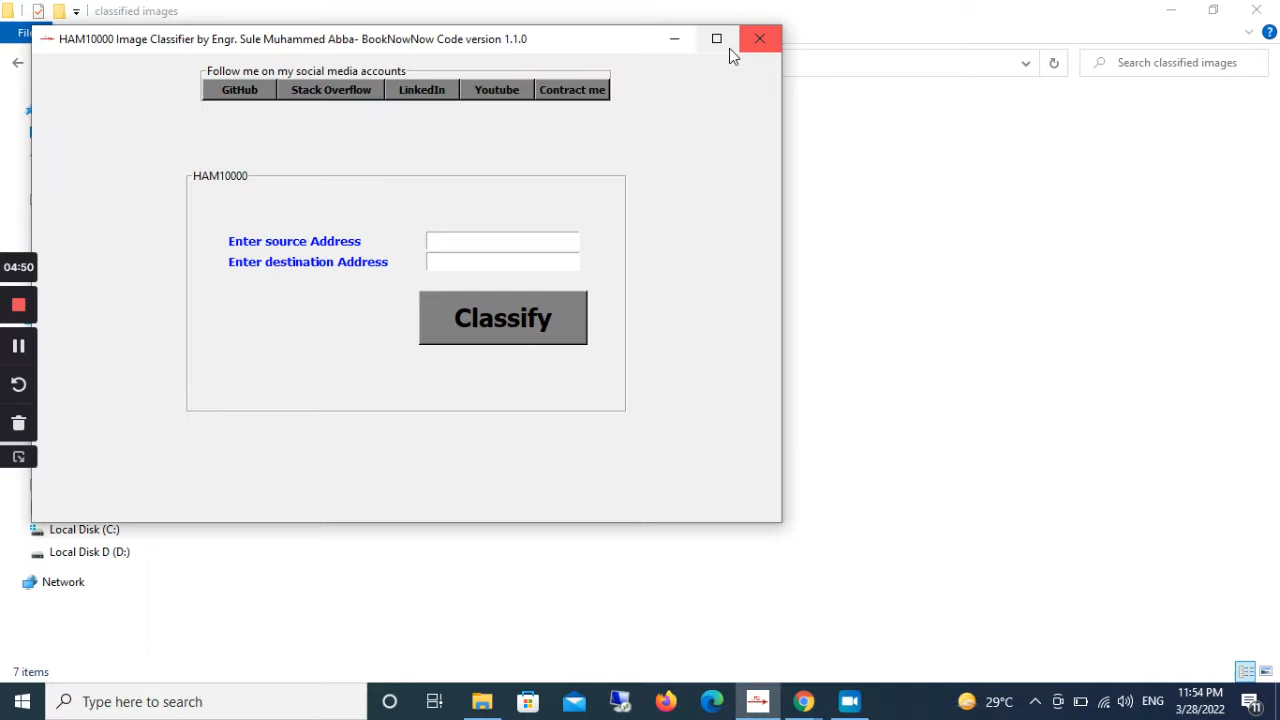 classified images
File
HAM10000 Image Classifier by Engr. Sule Muhammed Abba- BookNowNow Code version 1.1.0
Follow me on my social media accounts
GitHub
Stack Overflow
LinkedIn
Youtube
Contract me
Search classified images
HAM10000
Enter source Address
Enter destination Address
Classify
04:50
Local Disk (C:)
Local Disk D (D:)
Network
7 items
Type here to search
29°C
ENG
11:54 PM
3/28/2022
11